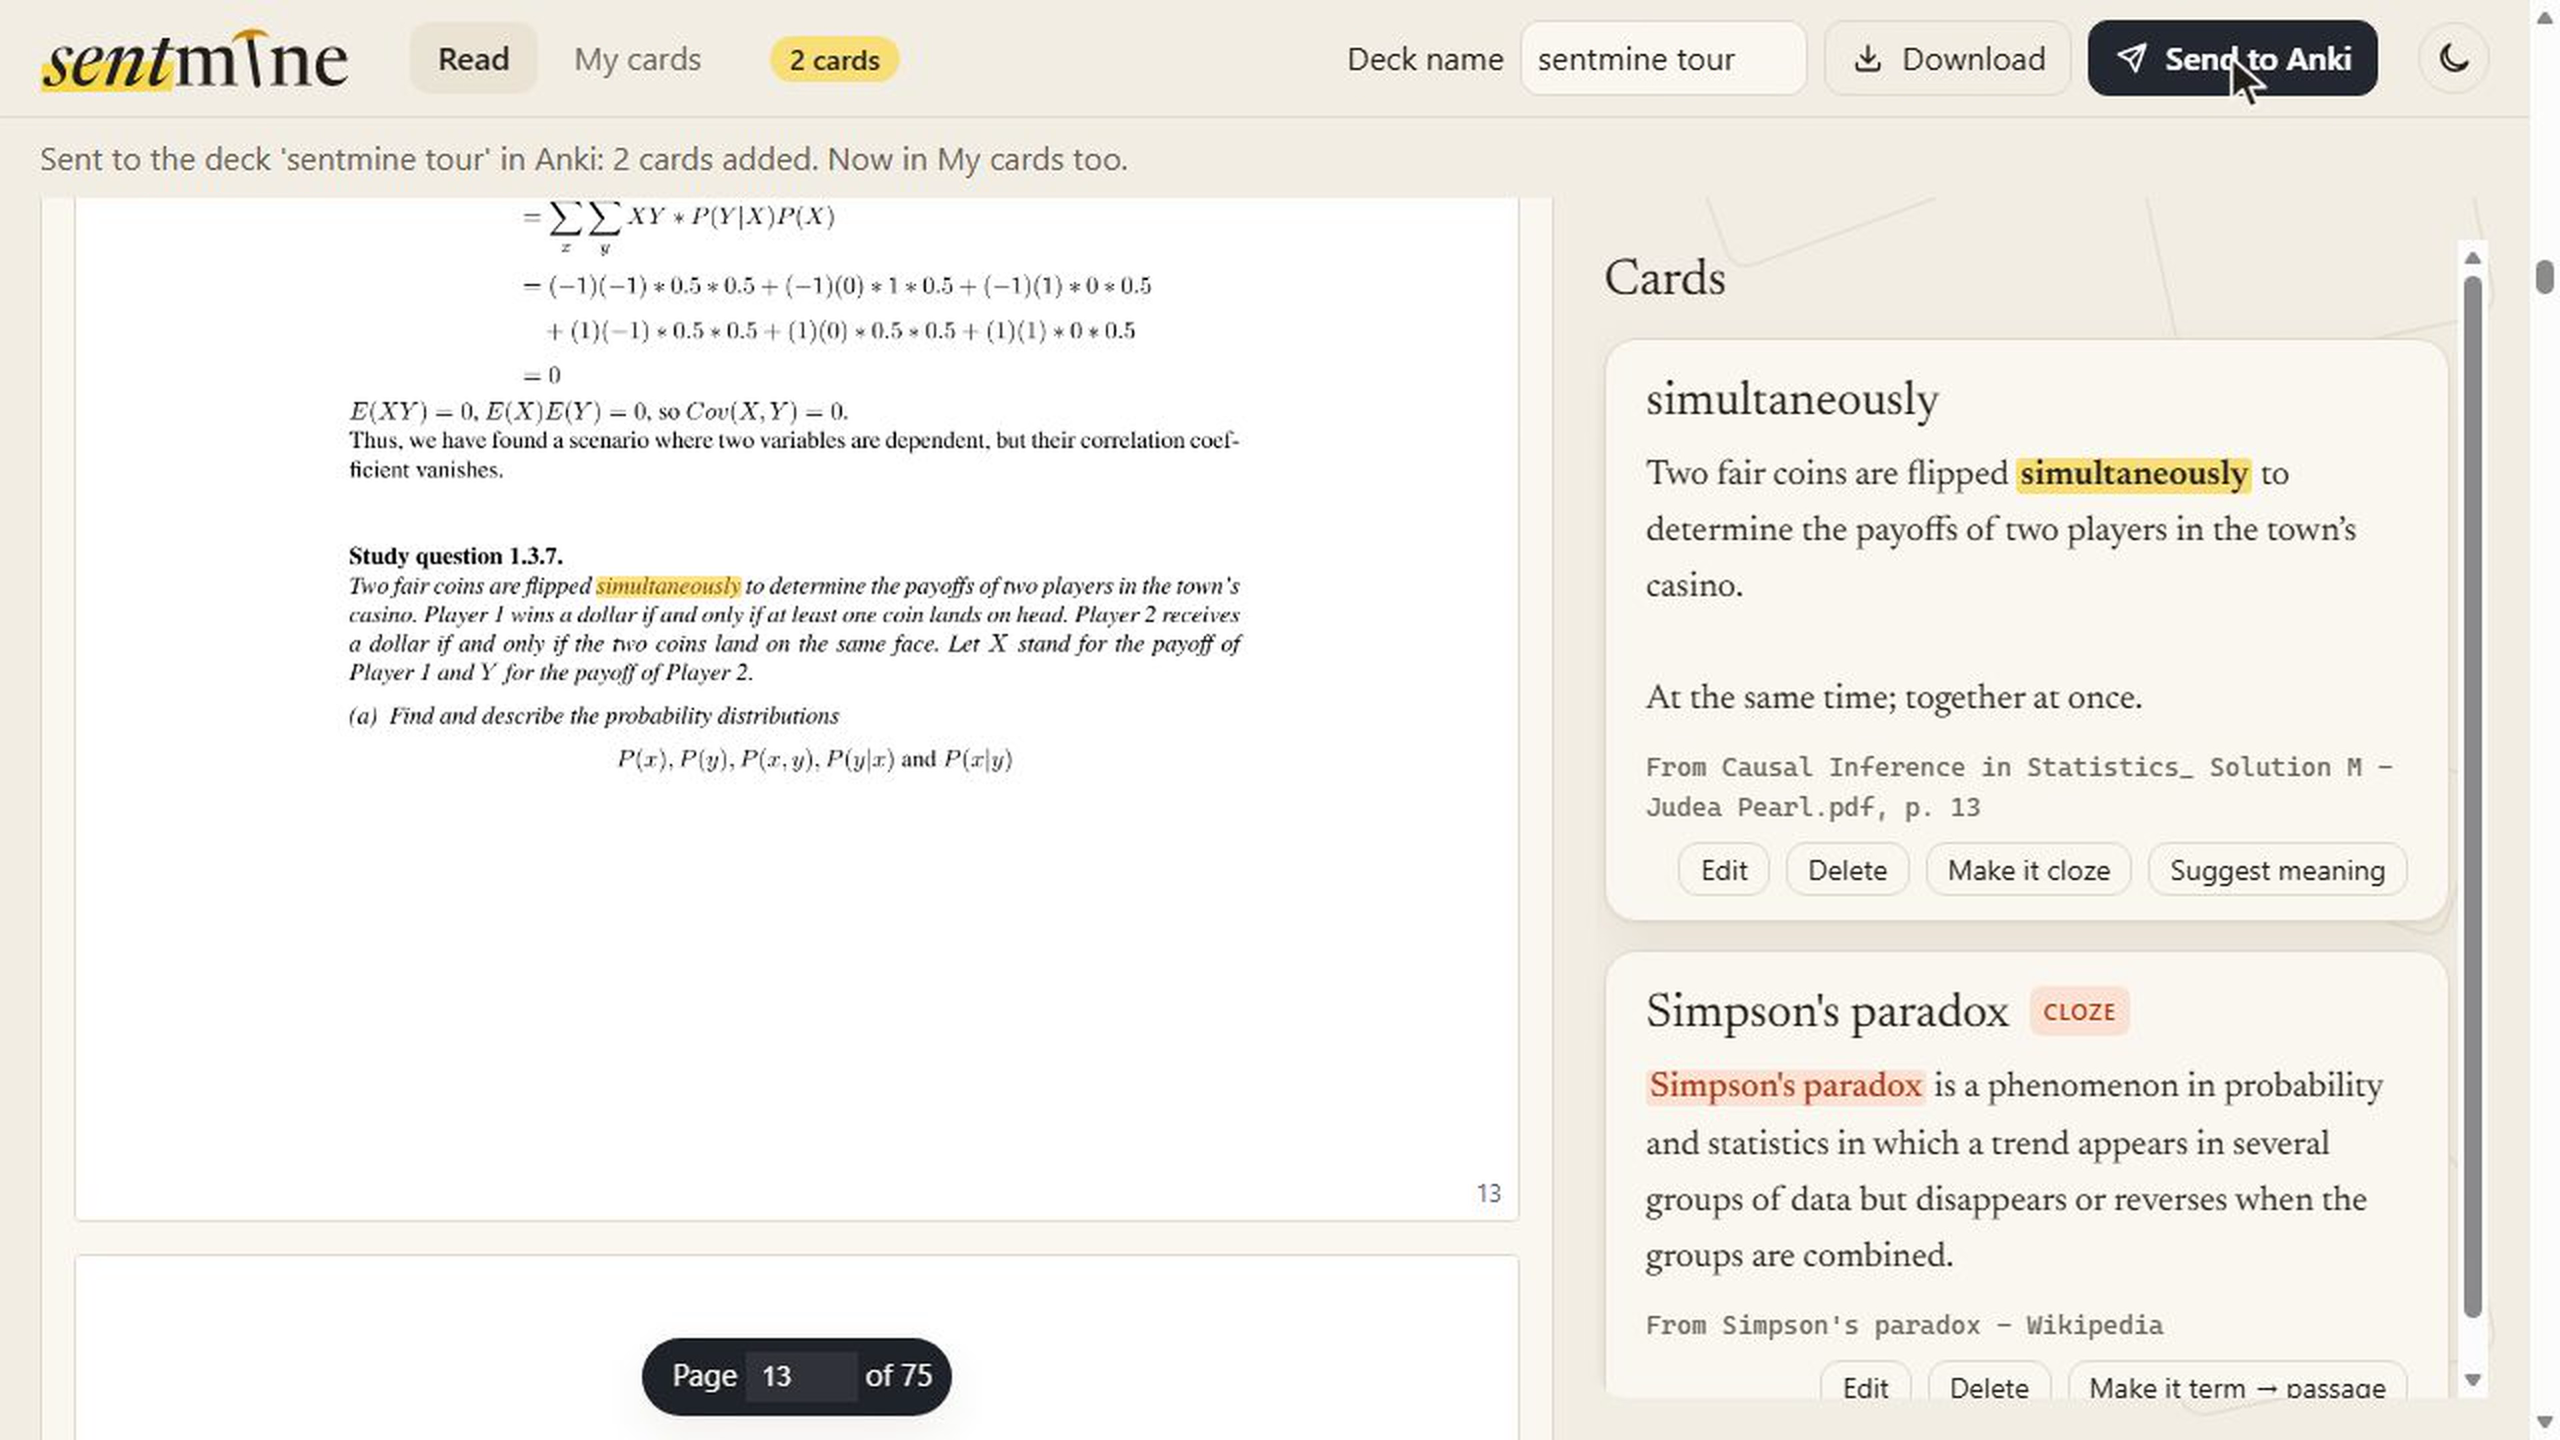 sentmine
Read
My cards
2 cards
Deck name
sentmine tour
Download
Send to Anki
Sent to the deck 'sentmine tour' in Anki: 2 cards added. Now in My cards too.
= ∑x ∑y XY * P(Y|X)P(X)
= (−1)(−1) * 0.5 * 0.5 + (−1)(0) * 1 * 0.5 + (−1)(1) * 0 * 0.5
+ (1)(−1) * 0.5 * 0.5 + (1)(0) * 0.5 * 0.5 + (1)(1) * 0 * 0.5
= 0
E(XY) = 0, E(X)E(Y) = 0, so Cov(X, Y) = 0.
Thus, we have found a scenario where two variables are dependent, but their correlation coef-
ficient vanishes.
Study question 1.3.7.
Two fair coins are flipped simultaneously to determine the payoffs of two players in the town's
casino. Player 1 wins a dollar if and only if at least one coin lands on head. Player 2 receives
a dollar if and only if the two coins land on the same face. Let X stand for the payoff of
Player 1 and Y for the payoff of Player 2.
(a) Find and describe the probability distributions
P(x), P(y), P(x, y), P(y|x) and P(x|y)
13
Page 13 of 75
Cards
simultaneously
Two fair coins are flipped simultaneously to
determine the payoffs of two players in the town’s
casino.
At the same time; together at once.
From Causal Inference in Statistics_ Solution M –
Judea Pearl.pdf, p. 13
Edit
Delete
Make it cloze
Suggest meaning
Simpson's paradox CLOZE
Simpson's paradox is a phenomenon in probability
and statistics in which a trend appears in several
groups of data but disappears or reverses when the
groups are combined.
From Simpson's paradox – Wikipedia
Edit
Delete
Make it term → passage